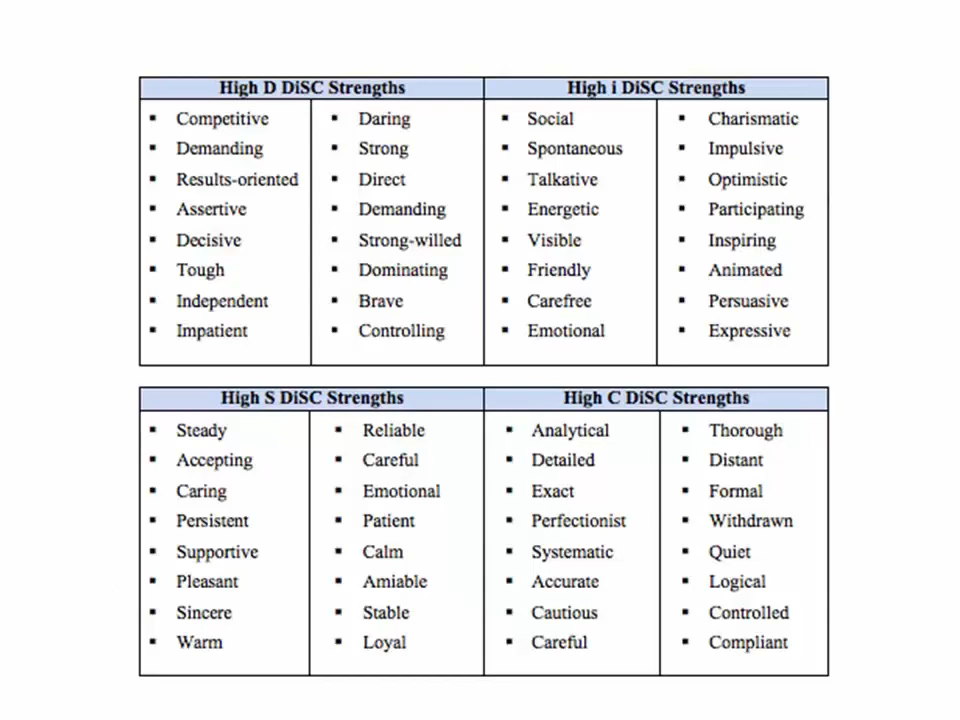 High D DiSC Strengths
High i DiSC Strengths
Competitive
Demanding
Results-oriented
Assertive
Decisive
Tough
Independent
Impatient
Daring
Strong
Direct
Demanding
Strong-willed
Dominating
Brave
Controlling
Social
Spontaneous
Talkative
Energetic
Visible
Friendly
Carefree
Emotional
Charismatic
Impulsive
Optimistic
Participating
Inspiring
Animated
Persuasive
Expressive
High S DiSC Strengths
High C DiSC Strengths
Steady
Accepting
Caring
Persistent
Supportive
Pleasant
Sincere
Warm
Reliable
Careful
Emotional
Patient
Calm
Amiable
Stable
Loyal
Analytical
Detailed
Exact
Perfectionist
Systematic
Accurate
Cautious
Careful
Thorough
Distant
Formal
Withdrawn
Quiet
Logical
Controlled
Compliant